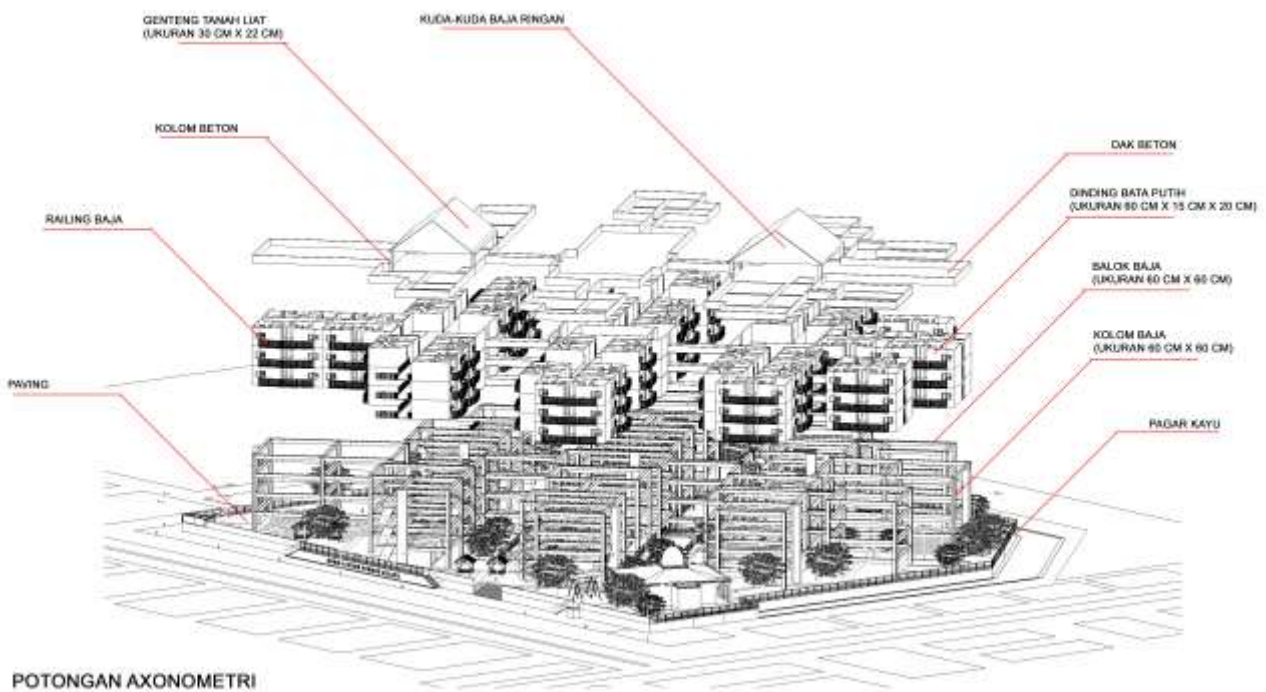 GENTENG TANAH LIAT
(UKURAN 30 CM X 22 CM)
KUDA-KUDA BAJA RINGAN
KOLOM BETON
DAK BETON
DINDING BATA PUTIH
(UKURAN 60 CM X 15 CM X 20 CM)
RAILING BAJA
BALOK BAJA
(UKURAN 60 CM X 60 CM)
KOLOM BAJA
(UKURAN 60 CM X 60 CM)
PAVING
PAGAR KAYU
POTONGAN AXONOMETRI